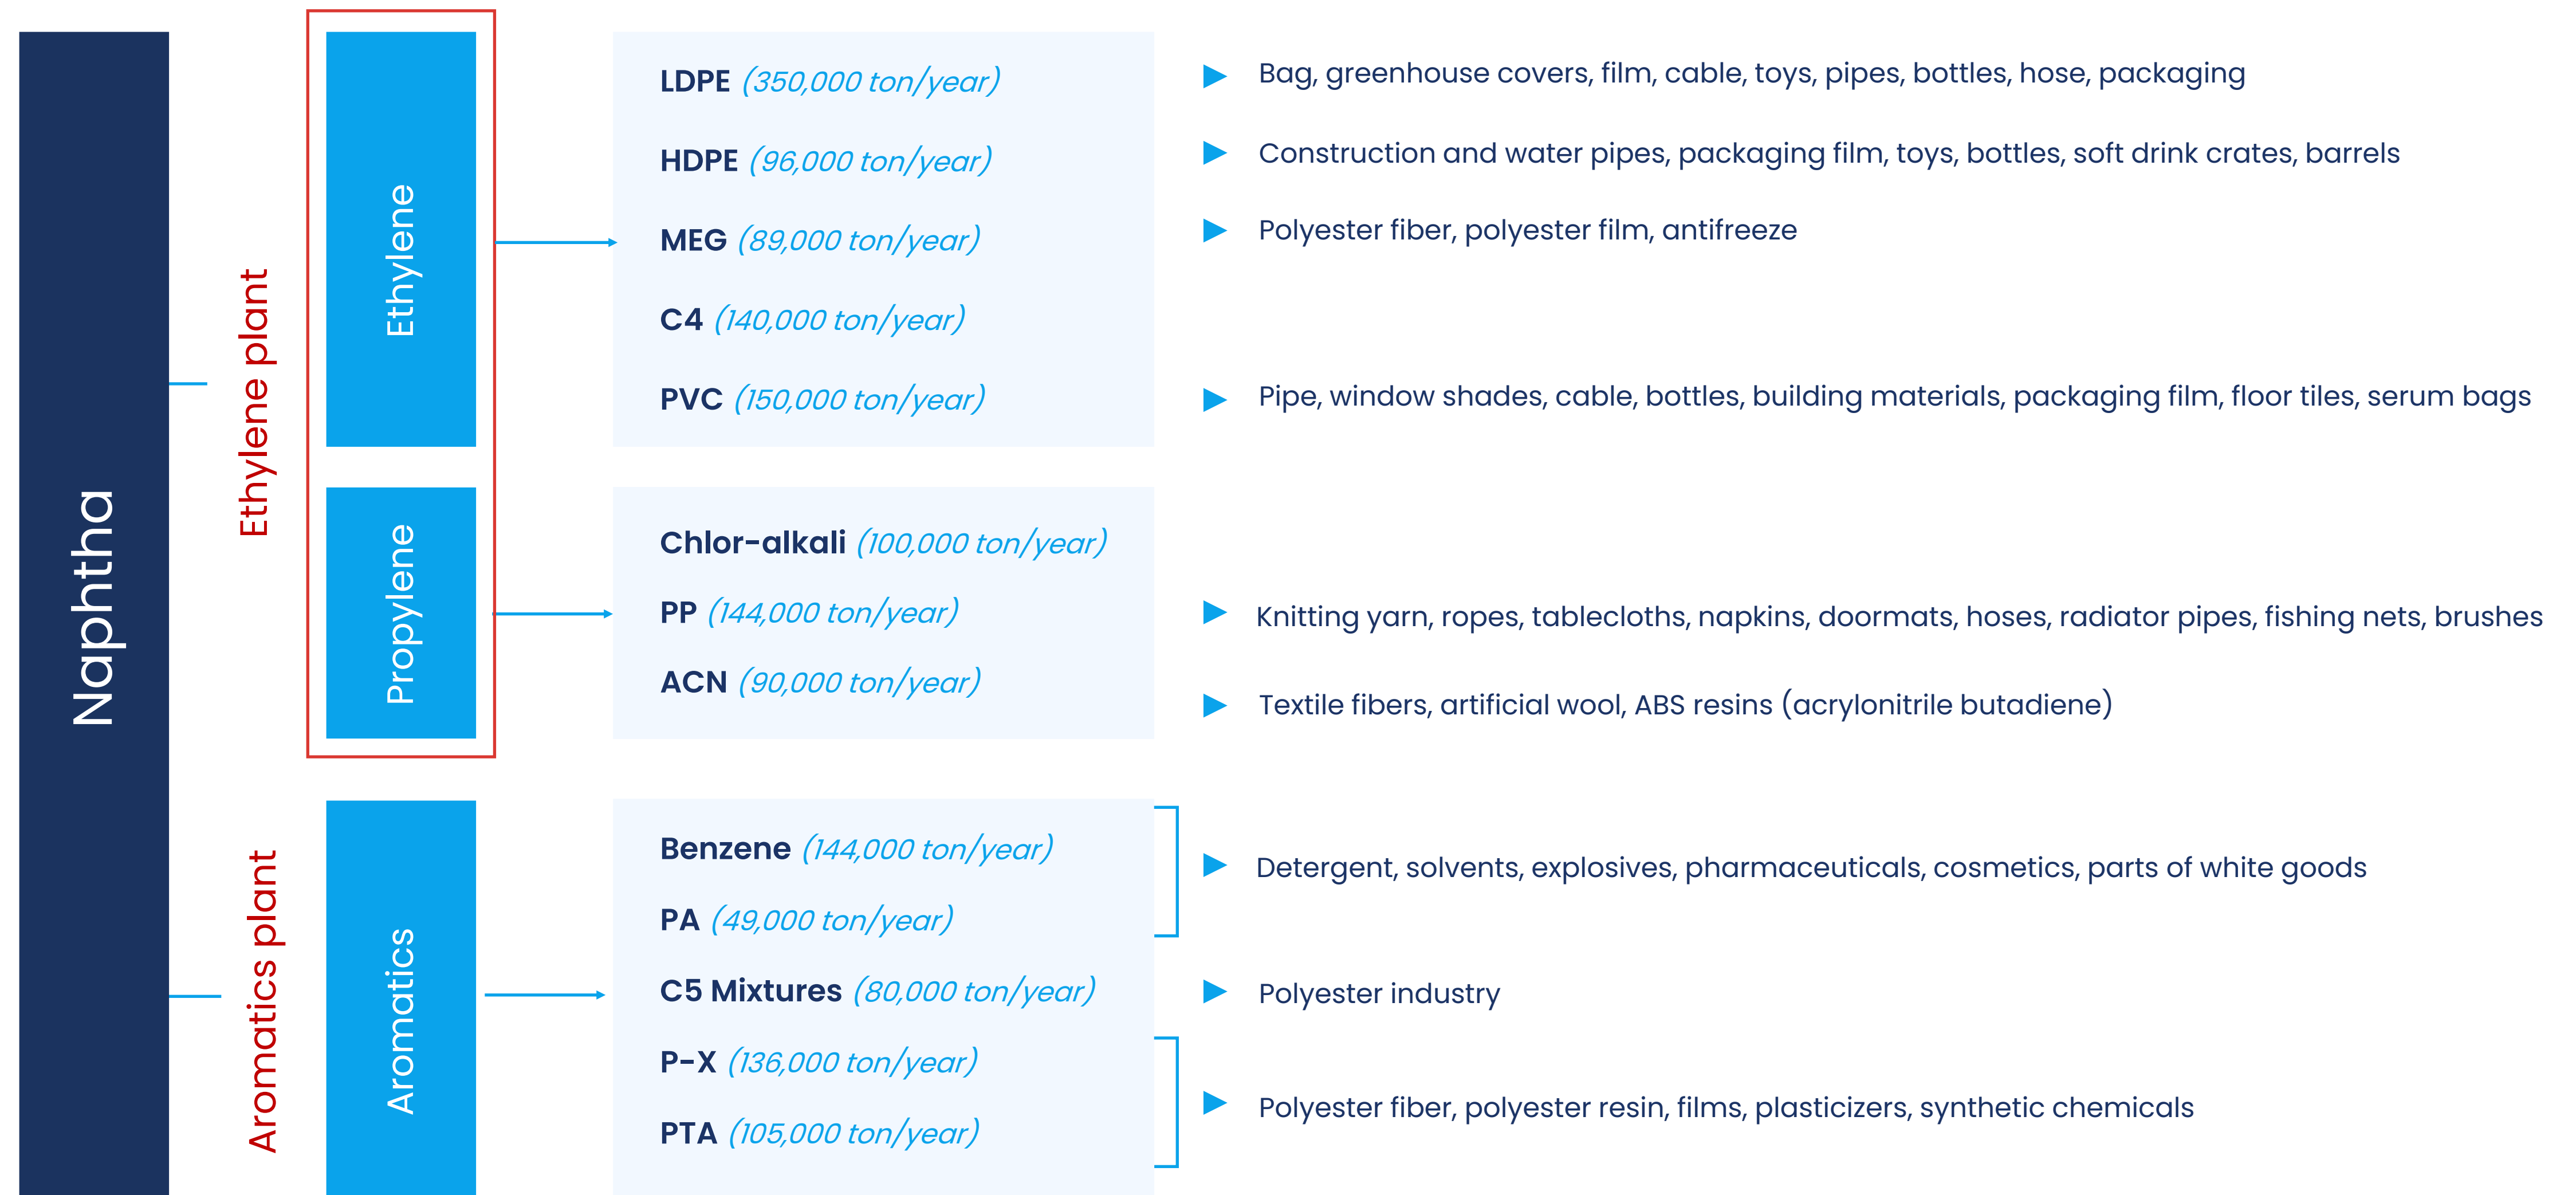 Naphtha
Ethylene plant
Ethylene
LDPE (350,000 ton/year)
Bag, greenhouse covers, film, cable, toys, pipes, bottles, hose, packaging
HDPE (96,000 ton/year)
Construction and water pipes, packaging film, toys, bottles, soft drink crates, barrels
MEG (89,000 ton/year)
Polyester fiber, polyester film, antifreeze
C4 (140,000 ton/year)
PVC (150,000 ton/year)
Pipe, window shades, cable, bottles, building materials, packaging film, floor tiles, serum bags
Propylene
Chlor-alkali (100,000 ton/year)
PP (144,000 ton/year)
Knitting yarn, ropes, tablecloths, napkins, doormats, hoses, radiator pipes, fishing nets, brushes
ACN (90,000 ton/year)
Textile fibers, artificial wool, ABS resins (acrylonitrile butadiene)
Aromatics plant
Aromatics
Benzene (144,000 ton/year)
PA (49,000 ton/year)
Detergent, solvents, explosives, pharmaceuticals, cosmetics, parts of white goods
C5 Mixtures (80,000 ton/year)
Polyester industry
P-X (136,000 ton/year)
PTA (105,000 ton/year)
Polyester fiber, polyester resin, films, plasticizers, synthetic chemicals